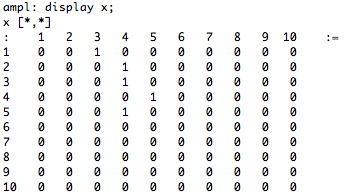 ampl: display x;
x [*,*]
: 1 2 3 4 5 6 7 8 9 10 :=
1 0 0 1 0 0 0 0 0 0 0
2 0 0 0 1 0 0 0 0 0 0
3 0 0 0 1 0 0 0 0 0 0
4 0 0 0 0 1 0 0 0 0 0
5 0 0 0 1 0 0 0 0 0 0
6 0 0 0 0 0 0 0 0 0 0
7 0 0 0 0 0 0 0 0 0 0
8 0 0 0 0 0 0 0 0 0 0
9 0 0 0 0 0 0 0 0 0 0
10 0 0 0 0 0 0 0 0 0 0